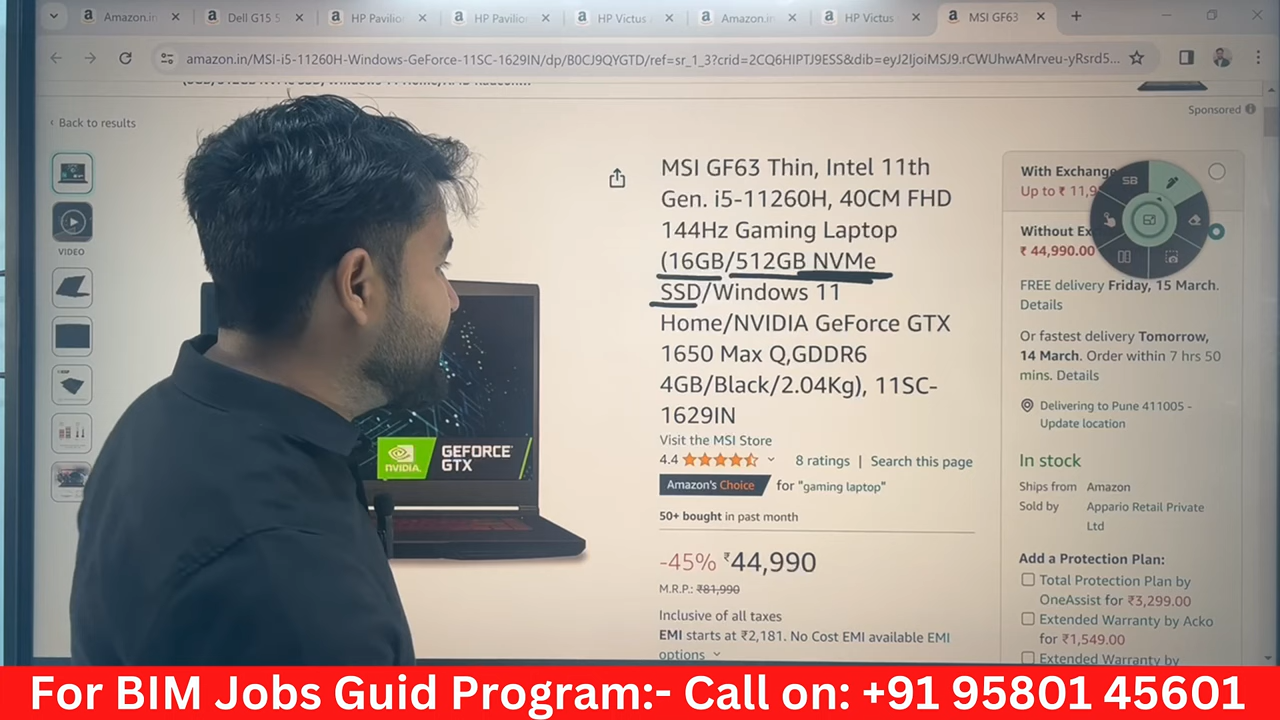 Amazon.in
Dell G15 5
HP Pavilio
HP Pavilio
HP Victus
Amazon.in
HP Victus
MSI GF63
amazon.in/MSI-i5-11260H-Windows-GeForce-11SC-1629IN/dp/B0CJ9QYGTD/ref=sr_1_3?crid=2CQ6HIPTJ9ESS&dib=eyJ2IjoiMSJ9.rCWUhwAMrveu-yRsrd5...
Sponsored
‹ Back to results
VIDEO
NVIDIA.
GEFORCE
GTX
MSI GF63 Thin, Intel 11th
Gen. i5-11260H, 40CM FHD
144Hz Gaming Laptop
(16GB/512GB NVMe
SSD/Windows 11
Home/NVIDIA GeForce GTX
1650 Max Q,GDDR6
4GB/Black/2.04Kg), 11SC-
1629IN
Visit the MSI Store
4.4
8 ratings | Search this page
Amazon's Choice for "gaming laptop"
50+ bought in past month
-45% ₹44,990
M.R.P.: ₹81,990
Inclusive of all taxes
EMI starts at ₹2,181. No Cost EMI available EMI
options
With Exchange
Up to ₹ 11,9
SB
Without Ex
₹ 44,990.00
FREE delivery Friday, 15 March.
Details
Or fastest delivery Tomorrow,
14 March. Order within 7 hrs 50
mins. Details
Delivering to Pune 411005 -
Update location
In stock
Ships from Amazon
Sold by Appario Retail Private
Ltd
Add a Protection Plan:
Total Protection Plan by
OneAssist for ₹3,299.00
Extended Warranty by Acko
for ₹1,549.00
Extended Warranty by
For BIM Jobs Guid Program:- Call on: +91 95801 45601